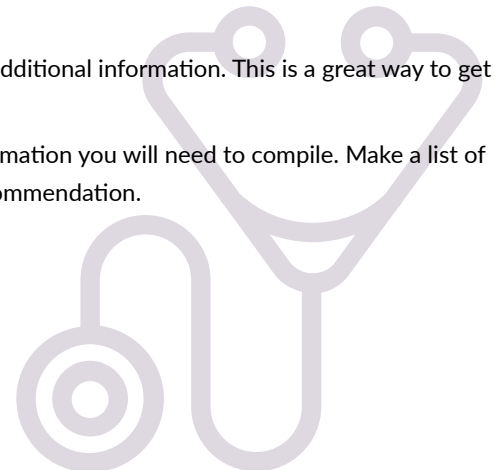 dditional information. This is a great way to get
mation you will need to compile. Make a list of
ommendation.